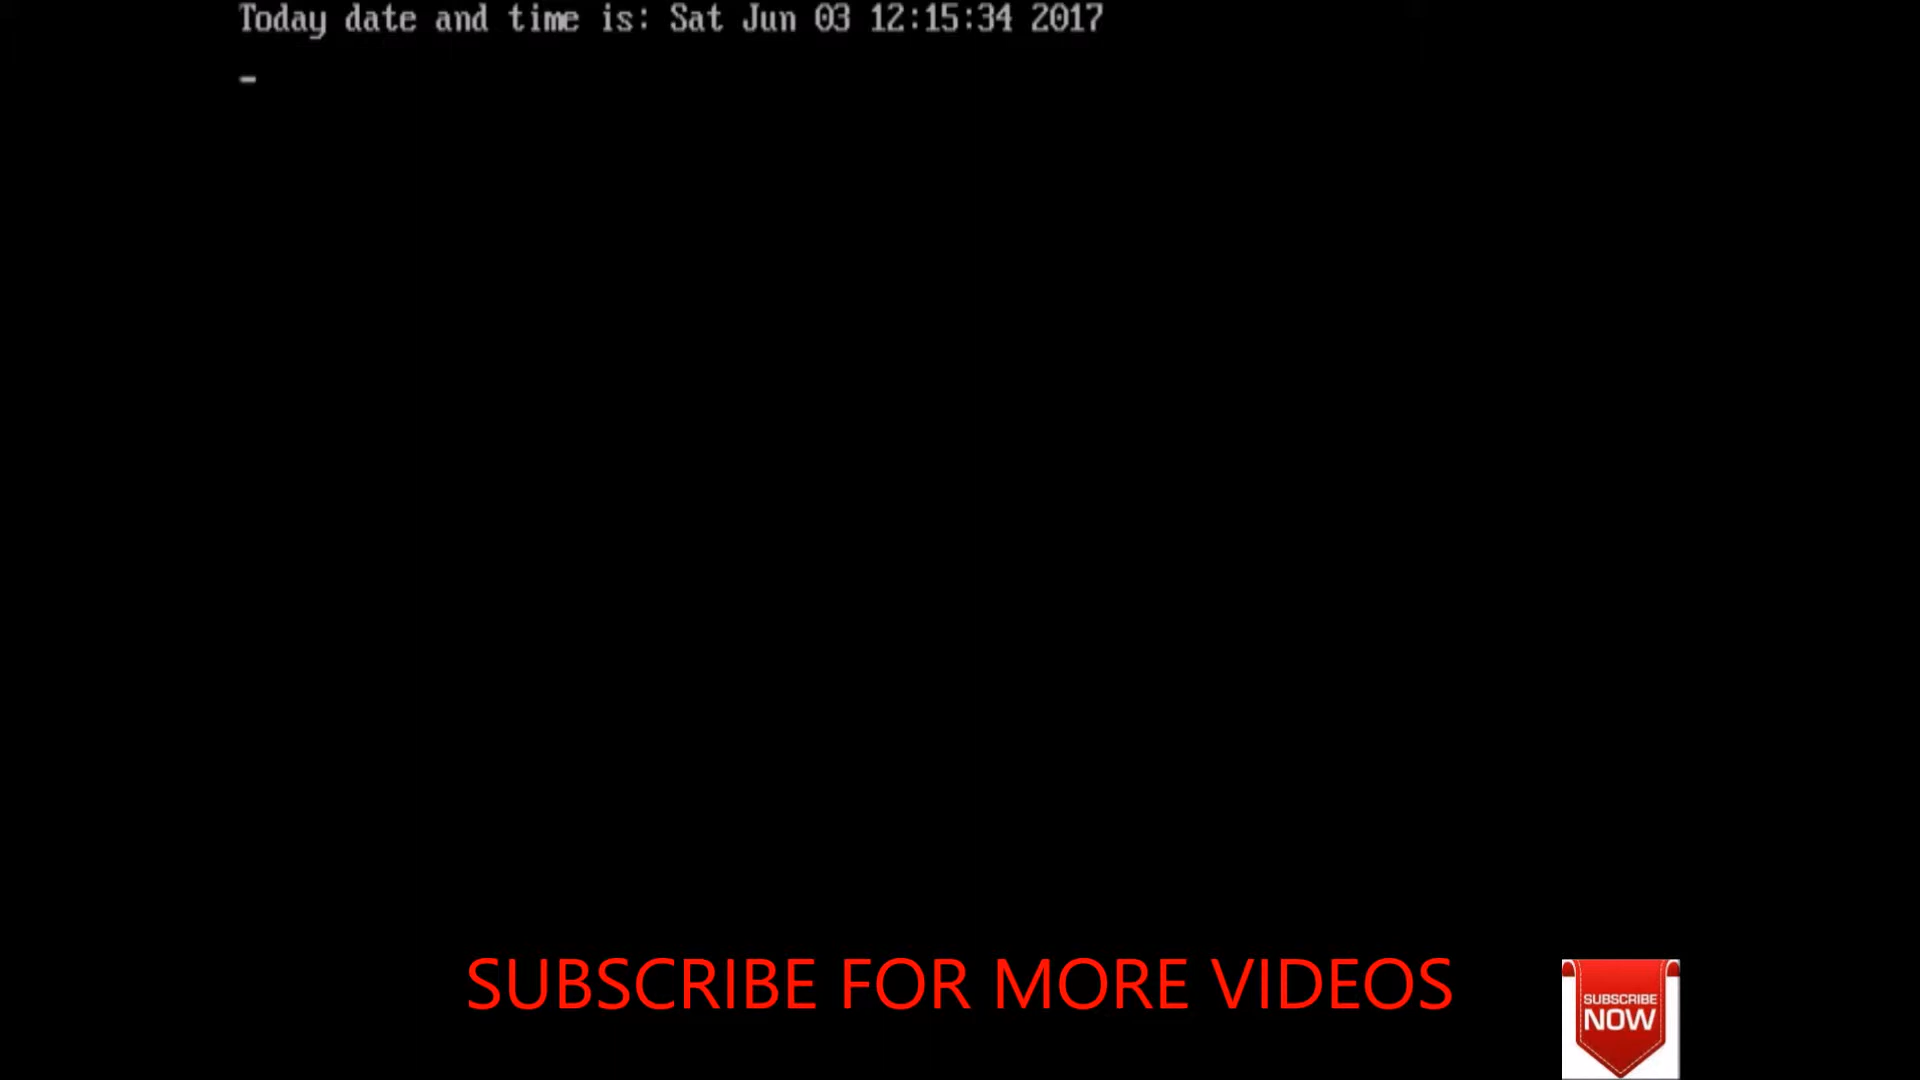 Today date and time is: Sat Jun 03 12:15:34 2017
SUBSCRIBE FOR MORE VIDEOS
SUBSCRIBE
NOW